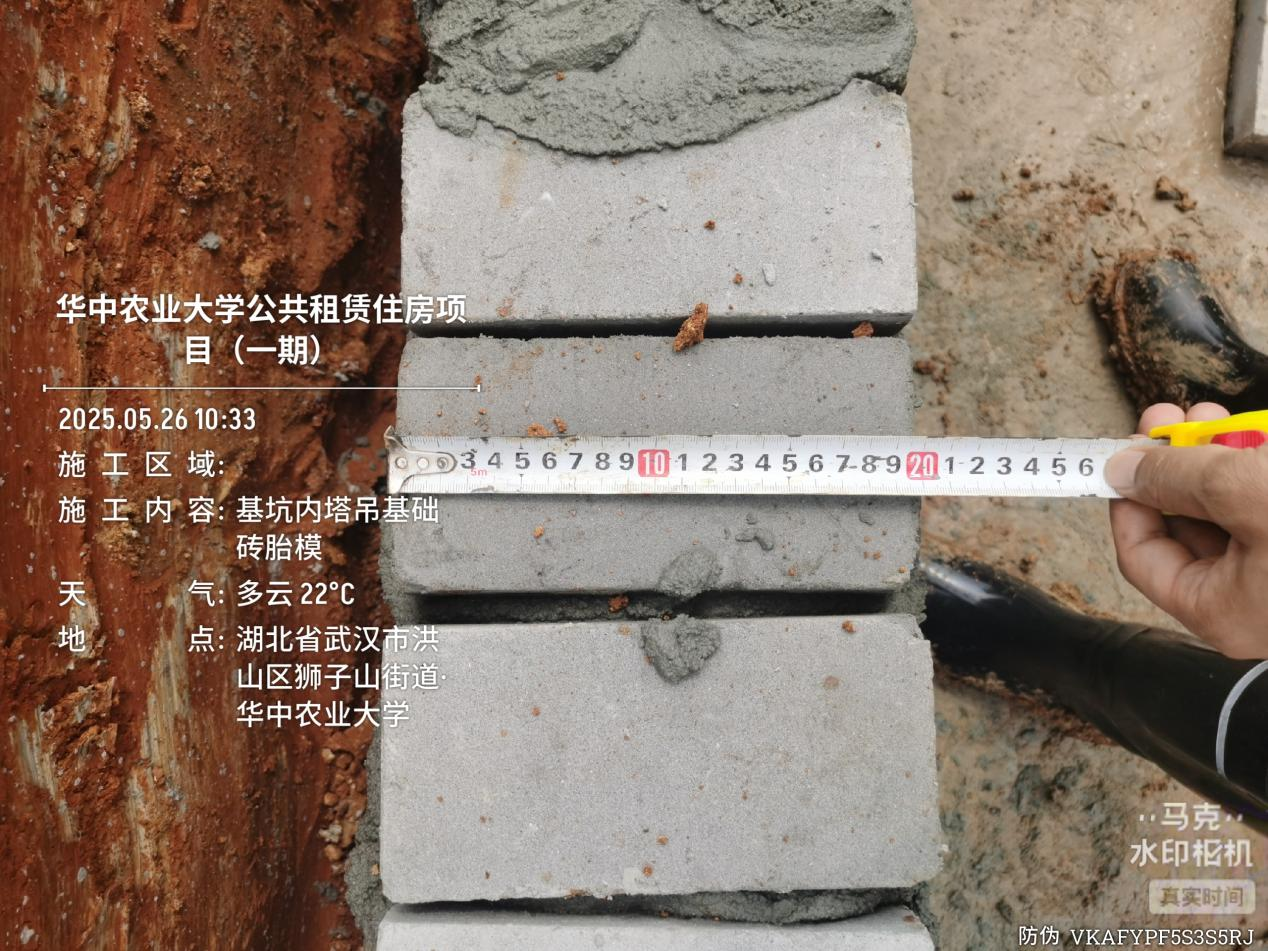 华中农业大学公共租赁住房项
目（一期）
2025.05.26 10:33
施工区域:
施工内容: 基坑内塔吊基础
砖胎模
天气: 多云 22°C
地点: 湖北省武汉市洪
山区狮子山街道·
华中农业大学
3 4 5 6 7 8 9 10 1 2 3 4 5 6 7 8 9 20 1 2 3 4 5 6
5m
马克
水印相机
真实时间
防伪 VKAFYPF5S3S5RJ